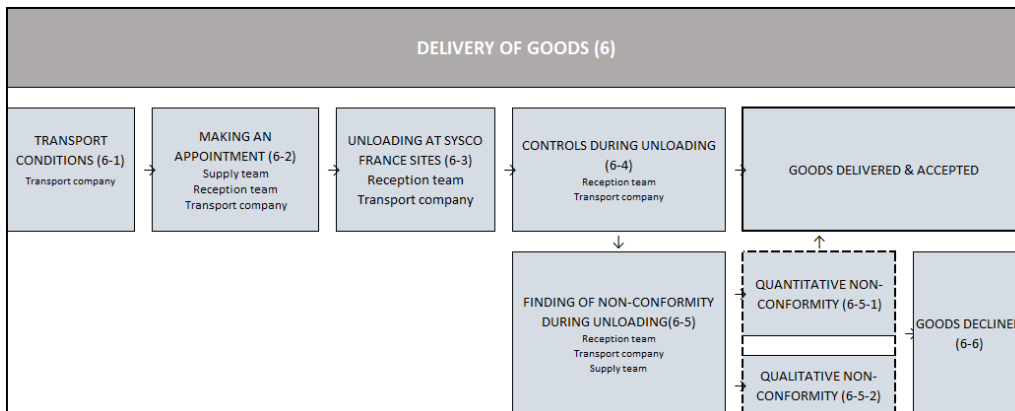 DELIVERY OF GOODS (6)
TRANSPORT
CONDITIONS (6-1)
Transport company
MAKING AN
APPOINTMENT (6-2)
Supply team
Reception team
Transport company
UNLOADING AT SYSCO
FRANCE SITES (6-3)
Reception team
Transport company
CONTROLS DURING UNLOADING
(6-4)
Reception team
Transport company
GOODS DELIVERED & ACCEPTED
FINDING OF NON-CONFORMITY
DURING UNLOADING(6-5)
Reception team
Transport company
Supply team
QUANTITATIVE NON-
CONFORMITY (6-5-1)
QUALITATIVE NON-
CONFORMITY (6-5-2)
GOODS DECLINED
(6-6)